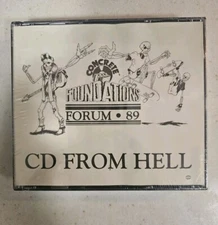 CONCRETE
FOUNDATIONS
FORUM • 89
CD FROM HELL